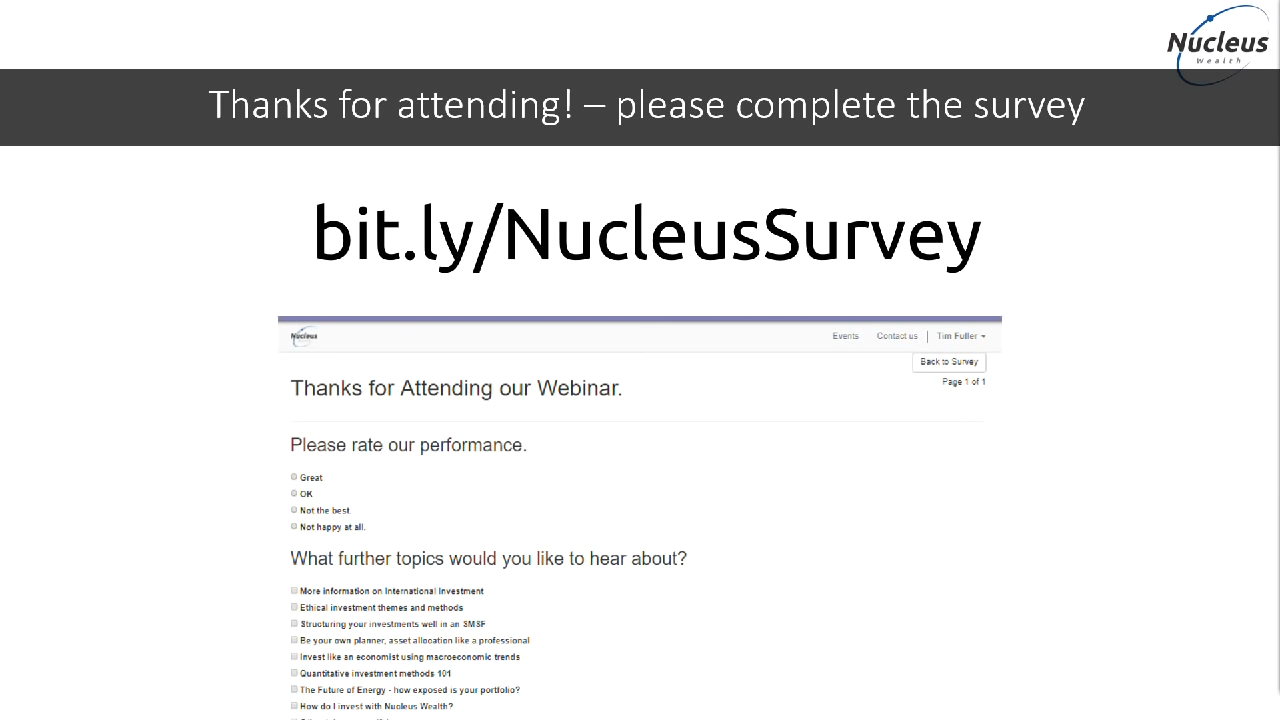 Nucleus
Wealth
Thanks for attending! – please complete the survey
bit.ly/NucleusSurvey
Nucleus
Events Contact us Tim Fuller
Back to Survey
Page 1 of 1
Thanks for Attending our Webinar.
Please rate our performance.
Great
OK
Not the best.
Not happy at all.
What further topics would you like to hear about?
More information on International Investment
Ethical investment themes and methods
Structuring your investments well in an SMSF
Be your own planner, asset allocation like a professional
Invest like an economist using macroeconomic trends
Quantitative investment methods 101
The Future of Energy - how exposed is your portfolio?
How do I invest with Nucleus Wealth?